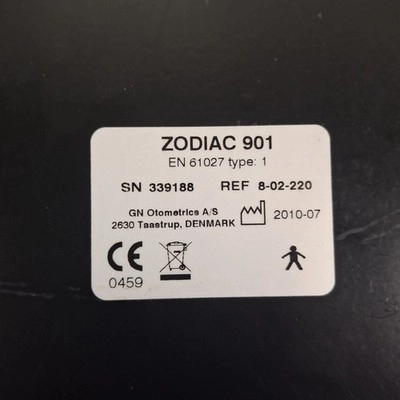 ZODIAC 901
EN 61027 type: 1
SN 339188 REF 8-02-220
GN Otometrics A/S
2630 Taastrup, DENMARK
2010-07
CE
0459